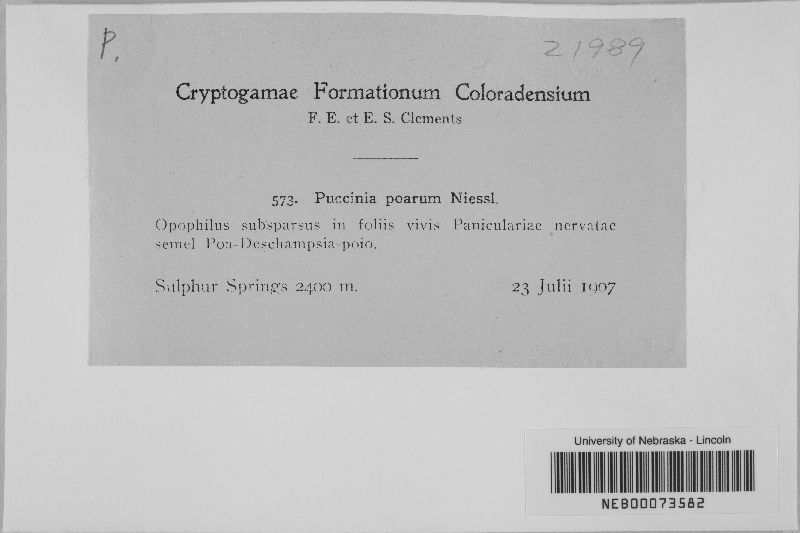 P.
21989
Cryptogamae Formationum Coloradensium
F. E. et E. S. Clements
573. Puccinia poarum Niessl.
Opophilus subsparsus in foliis vivis Paniculariae nervatae
semel Poa-Deschampsia-poio.
Sulphur Springs 2400 m. 23 Julii 1907
University of Nebraska - Lincoln
NEB00073582